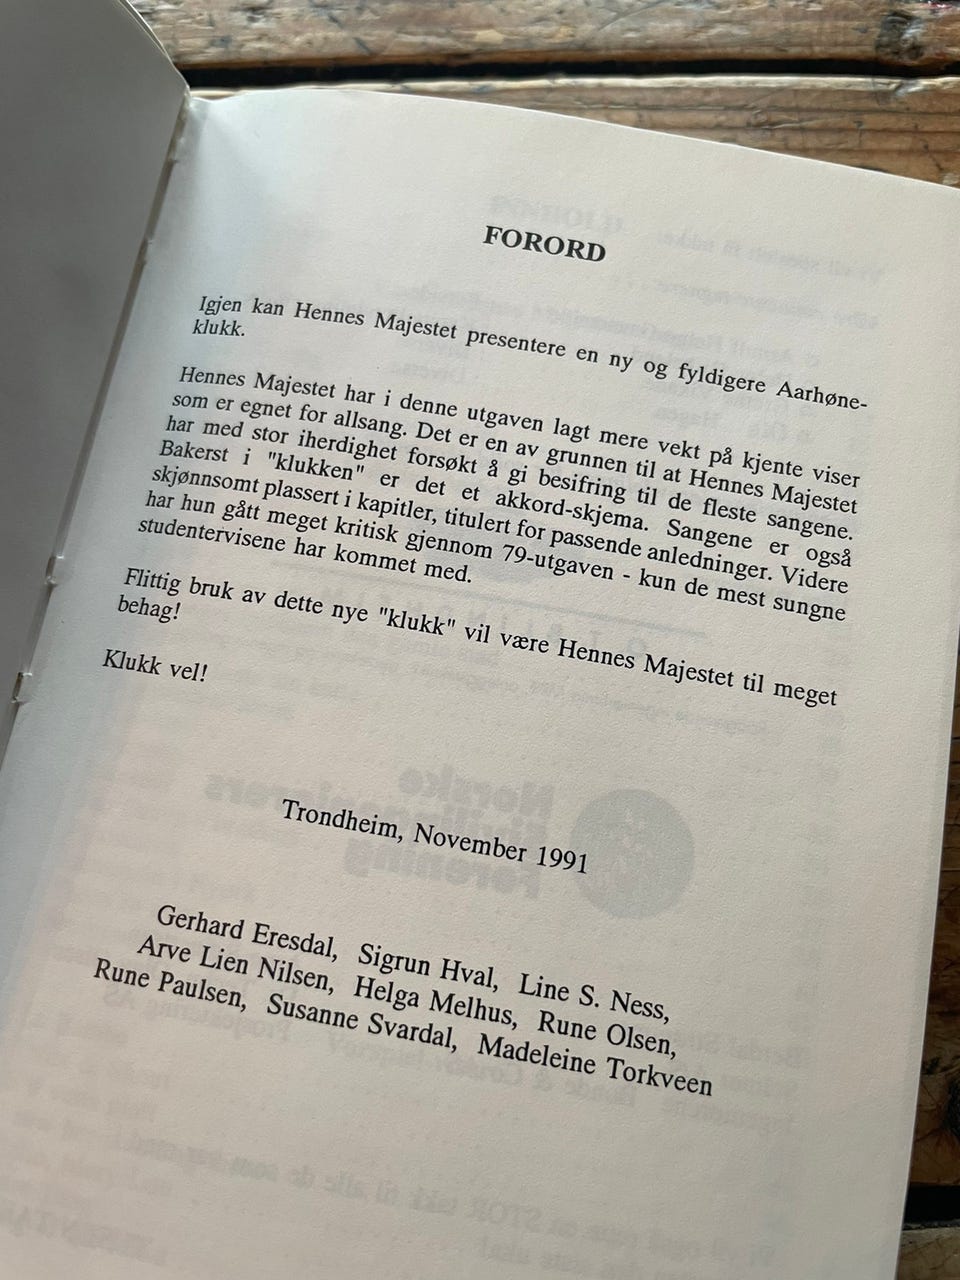 FORORD
Igjen kan Hennes Majestet presentere en ny og fyldigere Aarhøne-
klukk.
Hennes Majestet har i denne utgaven lagt mere vekt på kjente viser
som er egnet for allsang. Det er en av grunnen til at Hennes Majestet
har med stor iherdighet forsøkt å gi besifring til de fleste sangene.
Bakerst i "klukken" er det et akkord-skjema. Sangene er også
skjønnsomt plassert i kapitler, titulert for passende anledninger. Videre
har hun gått meget kritisk gjennom 79-utgaven - kun de mest sungne
studentervisene har kommet med.
Flittig bruk av dette nye "klukk" vil være Hennes Majestet til meget
behag!
Klukk vel!
Trondheim, November 1991
Gerhard Eresdal, Sigrun Hval, Line S. Ness,
Arve Lien Nilsen, Helga Melhus, Rune Olsen,
Rune Paulsen, Susanne Svardal, Madeleine Torkveen